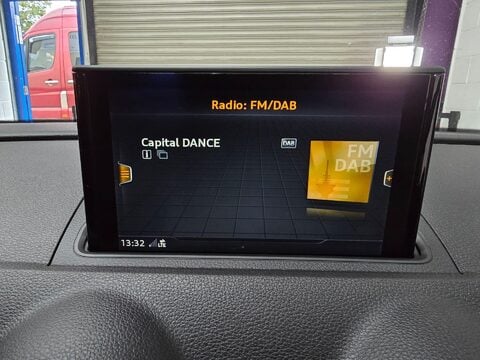 Radio: FM/DAB
Capital DANCE
DAB
FM
DAB
13:32